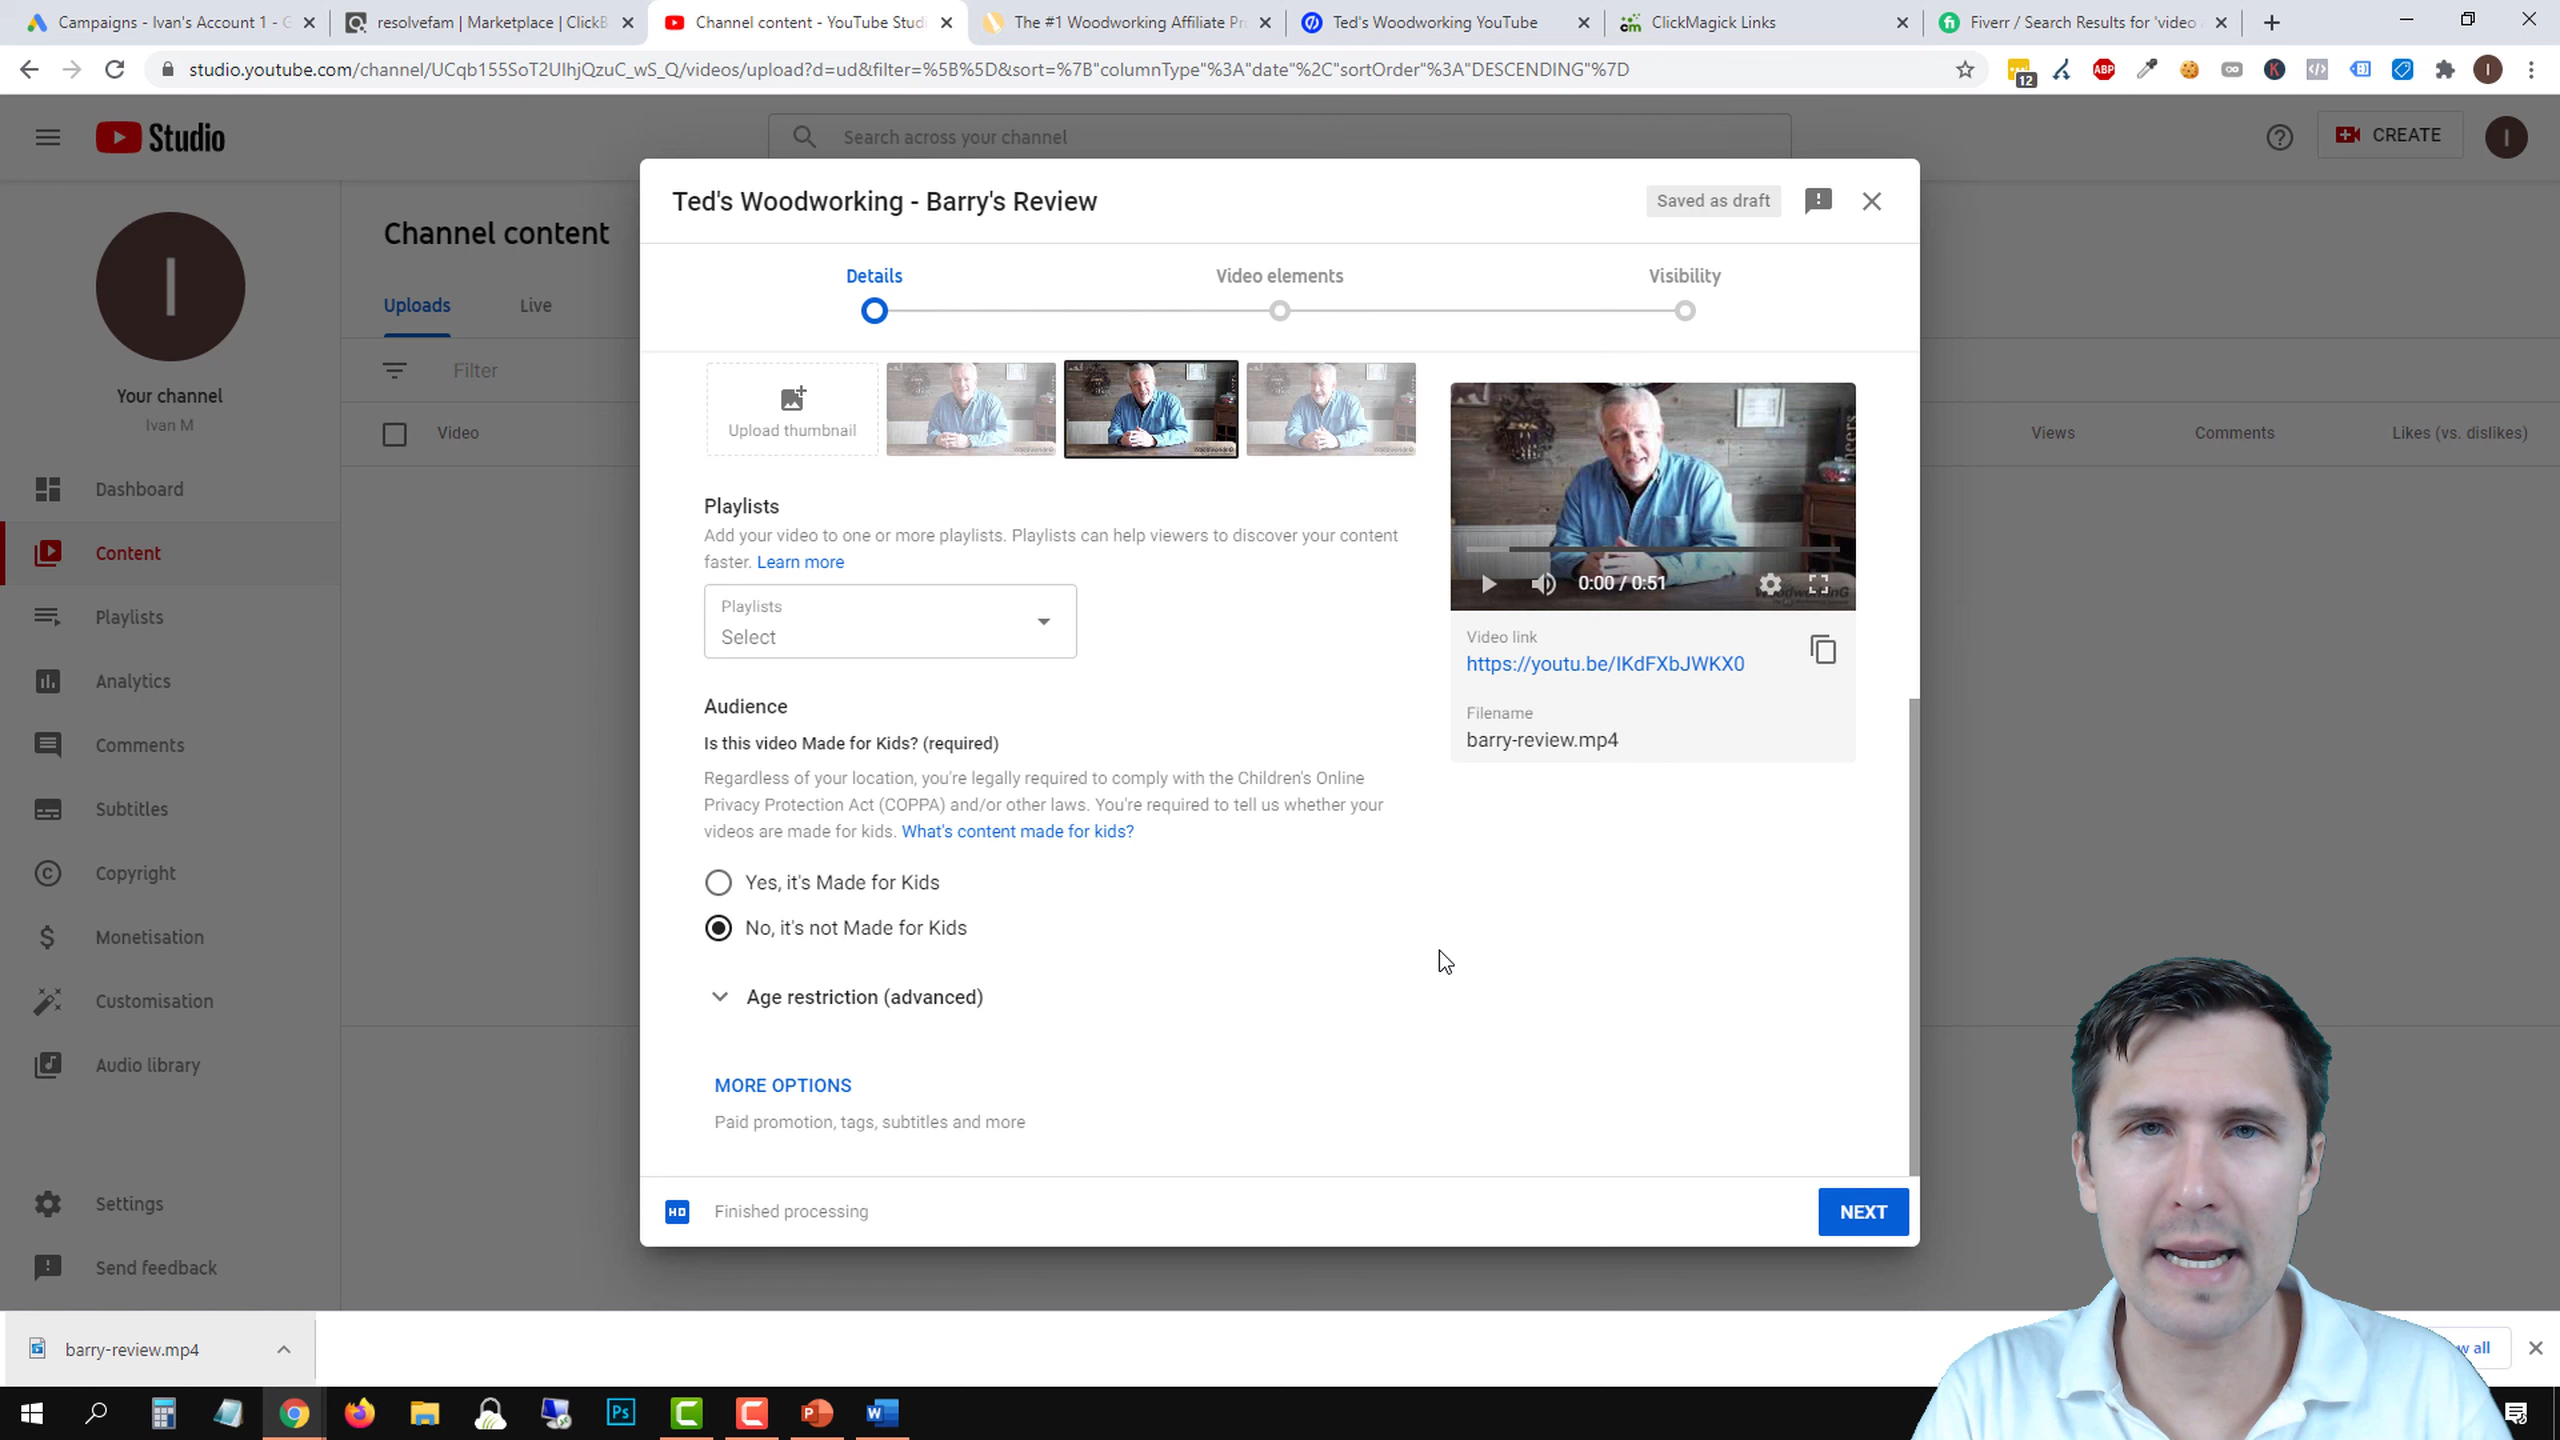 Campaigns - Ivan's Account 1 - G
resolvefam | Marketplace | ClickB
Channel content - YouTube Studi
The #1 Woodworking Affiliate Pr
Ted's Woodworking YouTube
ClickMagick Links
Fiverr / Search Results for 'video
studio.youtube.com/channel/UCqb155SoT2UIhjQzuC_wS_Q/videos/upload?d=ud&filter=%5B%5D&sort=%7B"columnType"%3A"date"%2C"sortOrder"%3A"DESCENDING"%7D
12
ABP
K
I
Studio
Search across your channel
CREATE
I
I
Your channel
Ivan M
Dashboard
Content
Playlists
Analytics
Comments
Subtitles
Copyright
Monetisation
Customisation
Audio library
Settings
Send feedback
Channel content
Uploads
Live
Filter
Video
Views
Comments
Likes (vs. dislikes)
Ted's Woodworking - Barry's Review
Saved as draft
Details
Video elements
Visibility
Upload thumbnail
Playlists
Add your video to one or more playlists. Playlists can help viewers to discover your content
faster. Learn more
Playlists
Select
Audience
Is this video Made for Kids? (required)
Regardless of your location, you're legally required to comply with the Children's Online
Privacy Protection Act (COPPA) and/or other laws. You're required to tell us whether your
videos are made for kids. What's content made for kids?
Yes, it's Made for Kids
No, it's not Made for Kids
Age restriction (advanced)
MORE OPTIONS
Paid promotion, tags, subtitles and more
0:00 / 0:51
Video link
https://youtu.be/IKdFXbJWKX0
Filename
barry-review.mp4
HD
Finished processing
NEXT
barry-review.mp4
w all
Ps
C
C
P
W